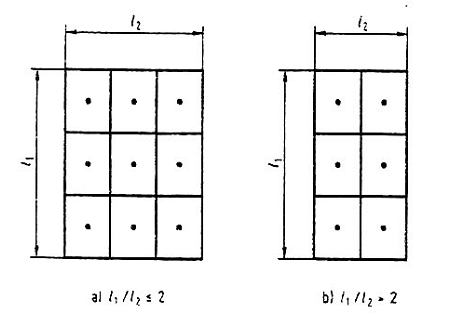 l₂
l₂
l₁
l₁
a) l₁/l₂ ≤ 2
b) l₁/l₂ > 2